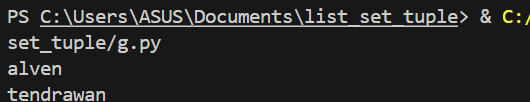 PS C:\Users\ASUS\Documents\list_set_tuple> & C:/
set_tuple/g.py
alven
tendrawan